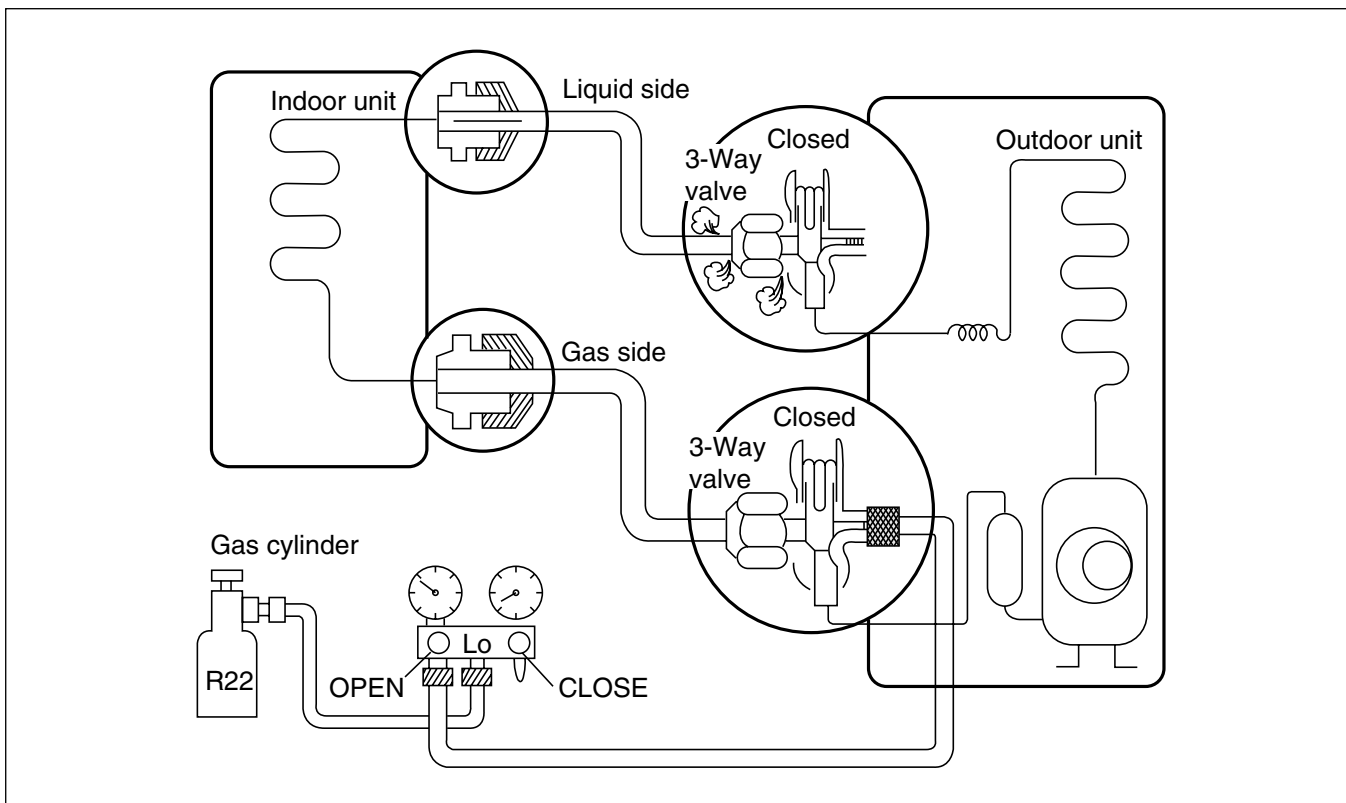 Indoor unit
Liquid side
Closed
3-Way
valve
Outdoor unit
Gas side
Closed
3-Way
valve
Gas cylinder
R22
Lo
OPEN
CLOSE